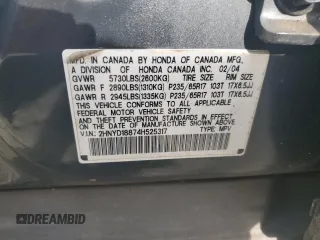 MFD. IN CANADA BY HONDA OF CANADA MFG.,
A DIVISION OF HONDA CANADA INC. 02/04
GVWR 5730LBS(2600KG) TIRE SIZE RIM SIZE
GAWR F 2890LBS(1310KG) P235/65R17 103T 17X6.5JJ
GAWR R 2945LBS(1335KG) P235/65R17 103T 17X6.5JJ
THIS VEHICLE CONFORMS TO ALL APPLICABLE
FEDERAL MOTOR VEHICLE SAFETY AND
THEFT PREVENTION STANDARDS IN EFFECT ON
THE DATE OF MANUFACTURE SHOWN ABOVE.
V.I.N.: 2HNYD18874H525317 TYPE: MPV
DREAMBID